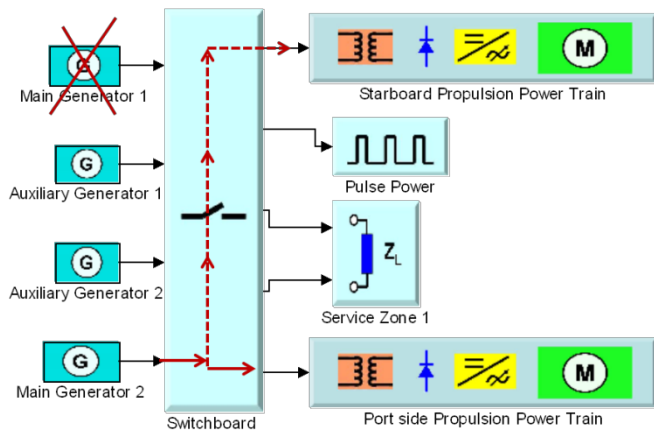 G
Main Generator 1
M
Starboard Propulsion Power Train
G
Auxiliary Generator 1
Pulse Power
G
Auxiliary Generator 2
ZL
Service Zone 1
G
Main Generator 2
M
Switchboard
Port side Propulsion Power Train